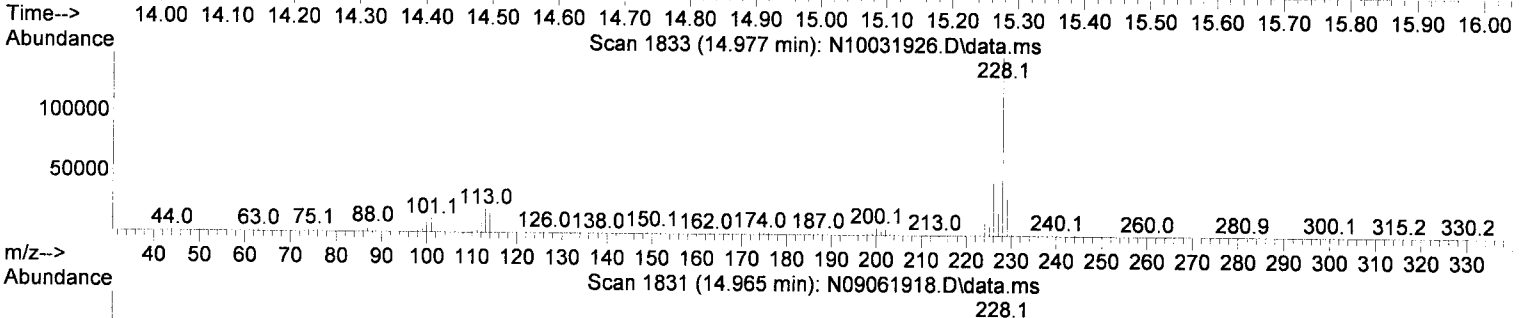 Time--> 14.00 14.10 14.20 14.30 14.40 14.50 14.60 14.70 14.80 14.90 15.00 15.10 15.20 15.30 15.40 15.50 15.60 15.70 15.80 15.90 16.00
Abundance
Scan 1833 (14.977 min): N10031926.D\data.ms
228.1
100000
50000
44.0 63.0 75.1 88.0 101.1 113.0 126.0 138.0 150.1 162.0 174.0 187.0 200.1 213.0 240.1 260.0 280.9 300.1 315.2 330.2
m/z--> 40 50 60 70 80 90 100 110 120 130 140 150 160 170 180 190 200 210 220 230 240 250 260 270 280 290 300 310 320 330
Abundance
Scan 1831 (14.965 min): N09061918.D\data.ms
228.1